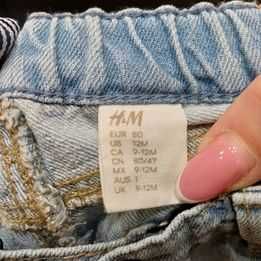 H&M
EUR 80
US 12M
CA 9-12M
CN 80/47
MX 9-12M
AUS 1
UK 9-12M